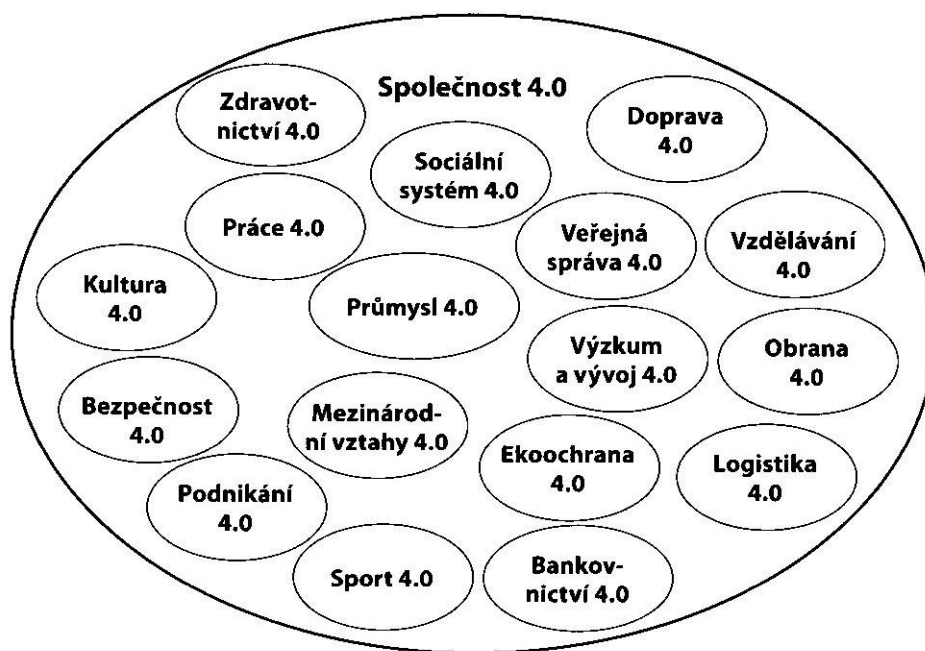 Společnost 4.0
Zdravot-
nictví 4.0
Doprava
4.0
Sociální
systém 4.0
Práce 4.0
Veřejná
správa 4.0
Vzdělávání
4.0
Kultura
4.0
Průmysl 4.0
Výzkum
a vývoj 4.0
Obrana
4.0
Bezpečnost
4.0
Mezinárod-
ní vztahy 4.0
Ekoochrana
4.0
Logistika
4.0
Podnikání
4.0
Sport 4.0
Bankov-
nictví 4.0